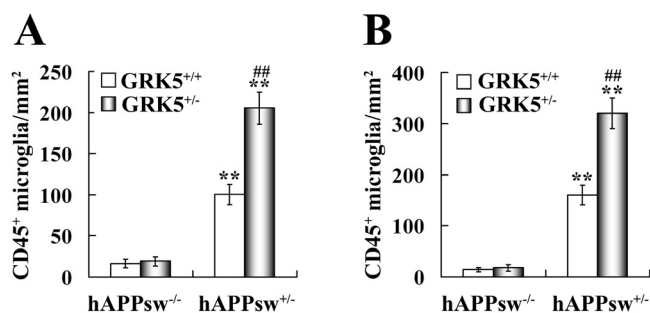 A
CD45⁺ microglia/mm²
250
200
150
100
50
0
GRK5⁺/⁺
GRK5⁺/⁻
**
##
**
hAPPsw⁻/⁻
hAPPsw⁺/⁻
B
CD45⁺ microglia/mm²
400
300
200
100
0
GRK5⁺/⁺
GRK5⁺/⁻
**
##
**
hAPPsw⁻/⁻
hAPPsw⁺/⁻